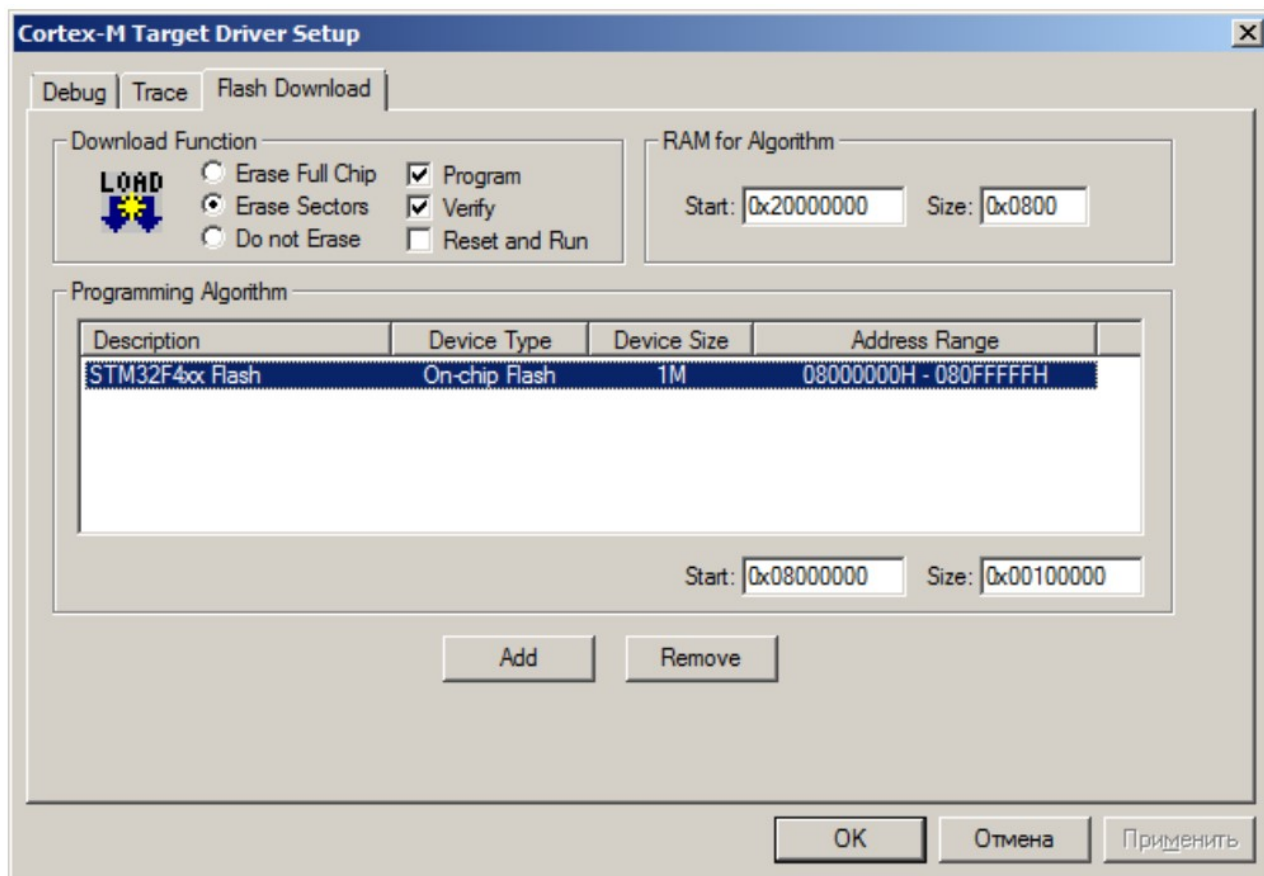 Cortex-M Target Driver Setup
Debug Trace Flash Download
Download Function
LOAD
Erase Full Chip
Erase Sectors
Do not Erase
Program
Verify
Reset and Run
RAM for Algorithm
Start: 0x20000000 Size: 0x0800
Programming Algorithm
Description Device Type Device Size Address Range
STM32F4xx Flash On-chip Flash 1M 08000000H - 080FFFFFH
Start: 0x08000000 Size: 0x00100000
Add Remove
OK Отмена Применить